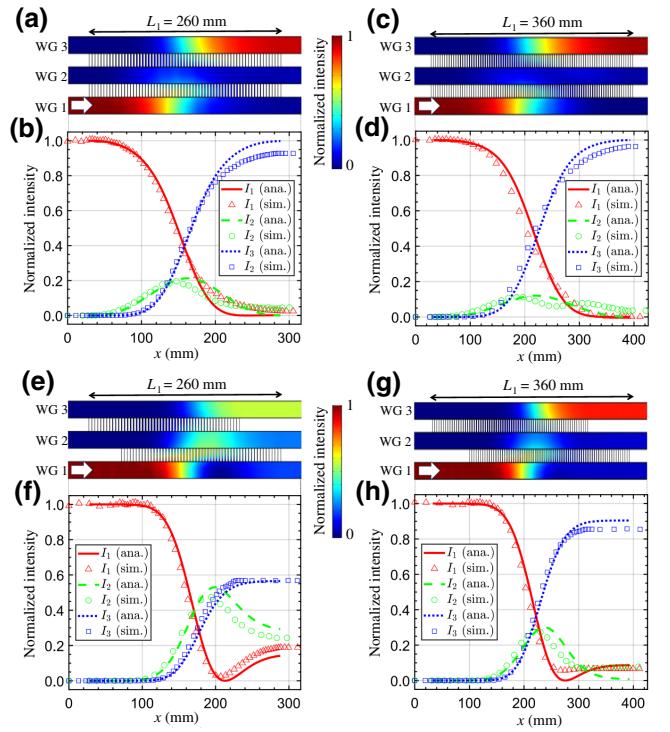 (a) L1 = 260 mm
WG 3
WG 2
WG 1
1
Normalized intensity
0
(c) L1 = 360 mm
WG 3
WG 2
WG 1
(b)
Normalized intensity
1.0
0.8
0.6
0.4
0.2
0.0
I1 (ana.)
I1 (sim.)
I2 (ana.)
I2 (sim.)
I3 (ana.)
I2 (sim.)
0 100 200 300
x (mm)
(d)
Normalized intensity
1.0
0.8
0.6
0.4
0.2
0.0
I1 (ana.)
I1 (sim.)
I2 (ana.)
I2 (sim.)
I3 (ana.)
I2 (sim.)
0 100 200 300 400
x (mm)
(e) L1 = 260 mm
WG 3
WG 2
WG 1
1
Normalized intensity
0
(g) L1 = 360 mm
WG 3
WG 2
WG 1
(f)
Normalized intensity
1.0
0.8
0.6
0.4
0.2
0.0
I1 (ana.)
I1 (sim.)
I2 (ana.)
I2 (sim.)
I3 (ana.)
I3 (sim.)
0 100 200 300
x (mm)
(h)
Normalized intensity
1.0
0.8
0.6
0.4
0.2
0.0
I1 (ana.)
I1 (sim.)
I2 (ana.)
I2 (sim.)
I3 (ana.)
I3 (sim.)
0 100 200 300 400
x (mm)